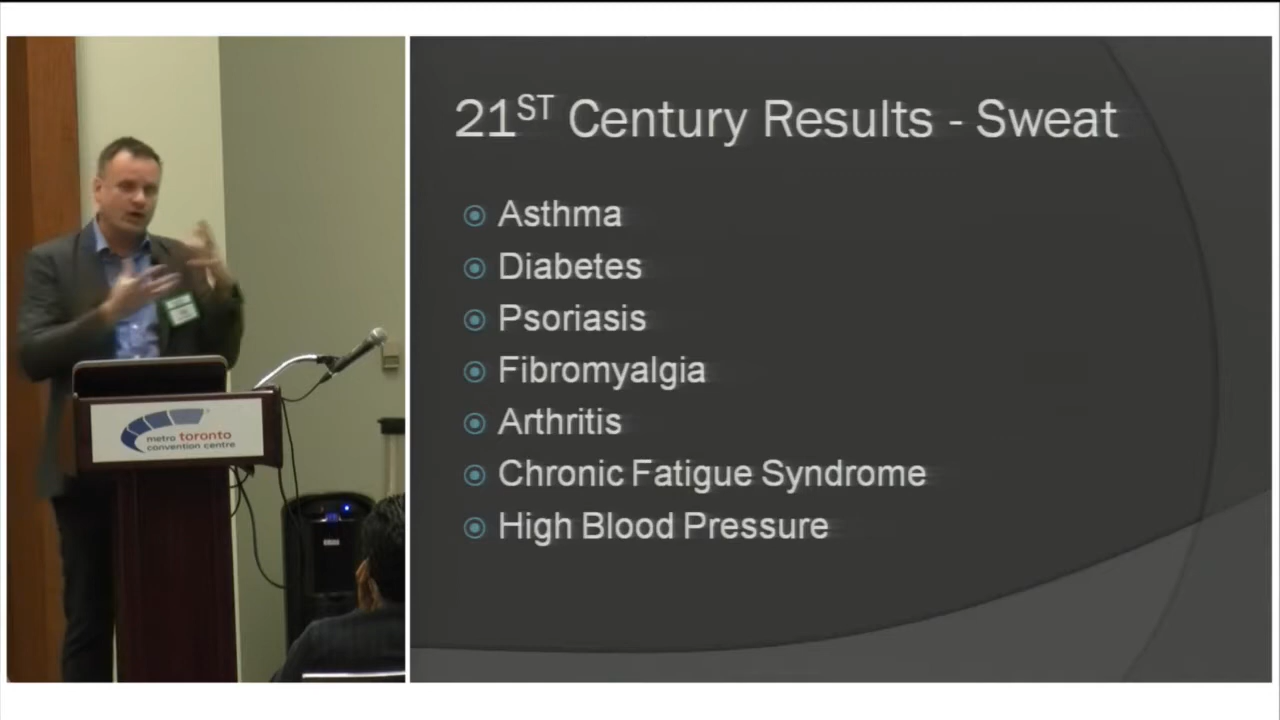 21ST Century Results - Sweat
Asthma
Diabetes
Psoriasis
Fibromyalgia
Arthritis
Chronic Fatigue Syndrome
High Blood Pressure
metro toronto
convention centre